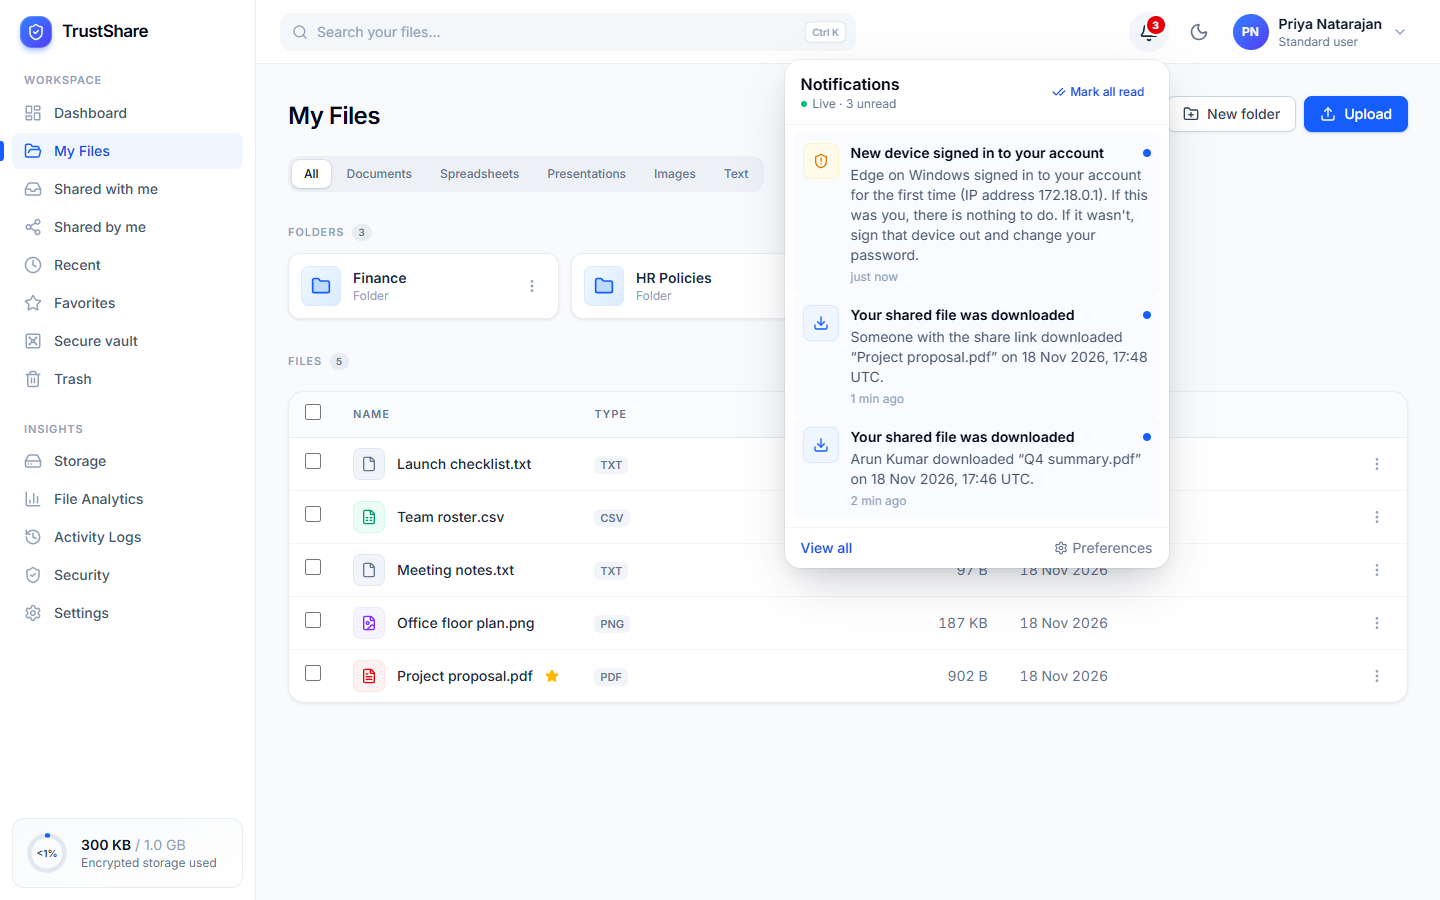 TrustShare
Search your files...
Ctrl K
3
PN
Priya Natarajan
Standard user
WORKSPACE
Dashboard
My Files
Shared with me
Shared by me
Recent
Favorites
Secure vault
Trash
INSIGHTS
Storage
File Analytics
Activity Logs
Security
Settings
<1%
300 KB / 1.0 GB
Encrypted storage used
My Files
New folder
Upload
All
Documents
Spreadsheets
Presentations
Images
Text
FOLDERS 3
Finance
Folder
HR Policies
Folder
FILES 5
NAME
TYPE
Launch checklist.txt
TXT
Team roster.csv
CSV
Meeting notes.txt
TXT
97 B
18 Nov 2026
Office floor plan.png
PNG
187 KB
18 Nov 2026
Project proposal.pdf
PDF
902 B
18 Nov 2026
Notifications
Live · 3 unread
Mark all read
New device signed in to your account
Edge on Windows signed in to your account
for the first time (IP address 172.18.0.1). If this
was you, there is nothing to do. If it wasn't,
sign that device out and change your
password.
just now
Your shared file was downloaded
Someone with the share link downloaded
“Project proposal.pdf” on 18 Nov 2026, 17:48
UTC.
1 min ago
Your shared file was downloaded
Arun Kumar downloaded “Q4 summary.pdf”
on 18 Nov 2026, 17:46 UTC.
2 min ago
View all
Preferences